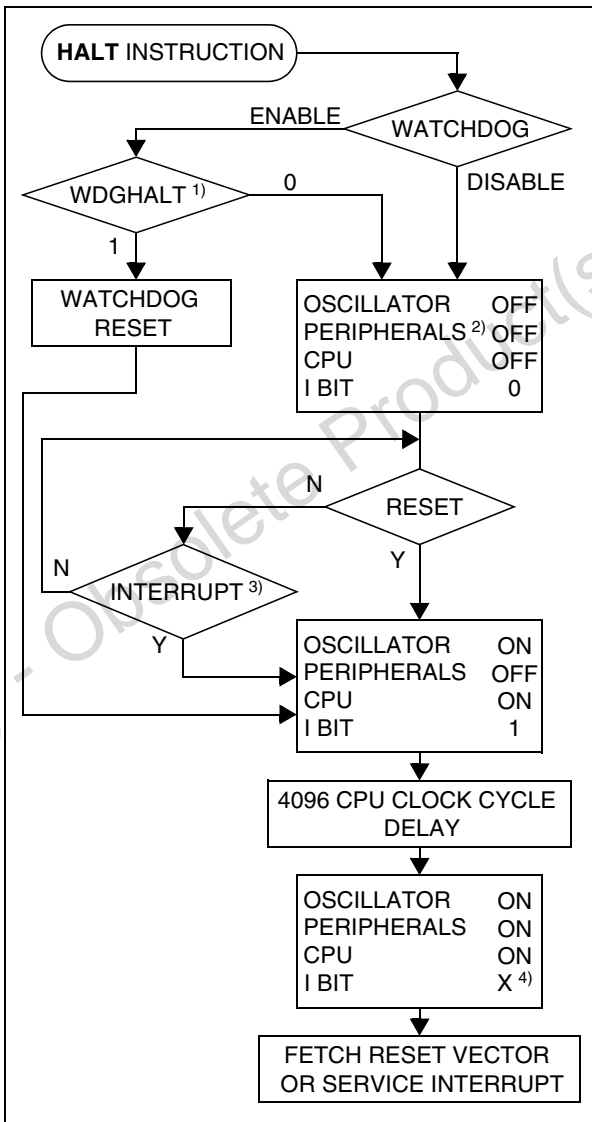 HALT INSTRUCTION
ENABLE
WATCHDOG
WDGHALT 1)
0
DISABLE
1
WATCHDOG
RESET
OSCILLATOR OFF
PERIPHERALS 2) OFF
CPU OFF
I BIT 0
N
RESET
N
Y
INTERRUPT 3)
Y
OSCILLATOR ON
PERIPHERALS OFF
CPU ON
I BIT 1
4096 CPU CLOCK CYCLE
DELAY
OSCILLATOR ON
PERIPHERALS ON
CPU ON
I BIT X 4)
FETCH RESET VECTOR
OR SERVICE INTERRUPT
- Obsolete Product(s